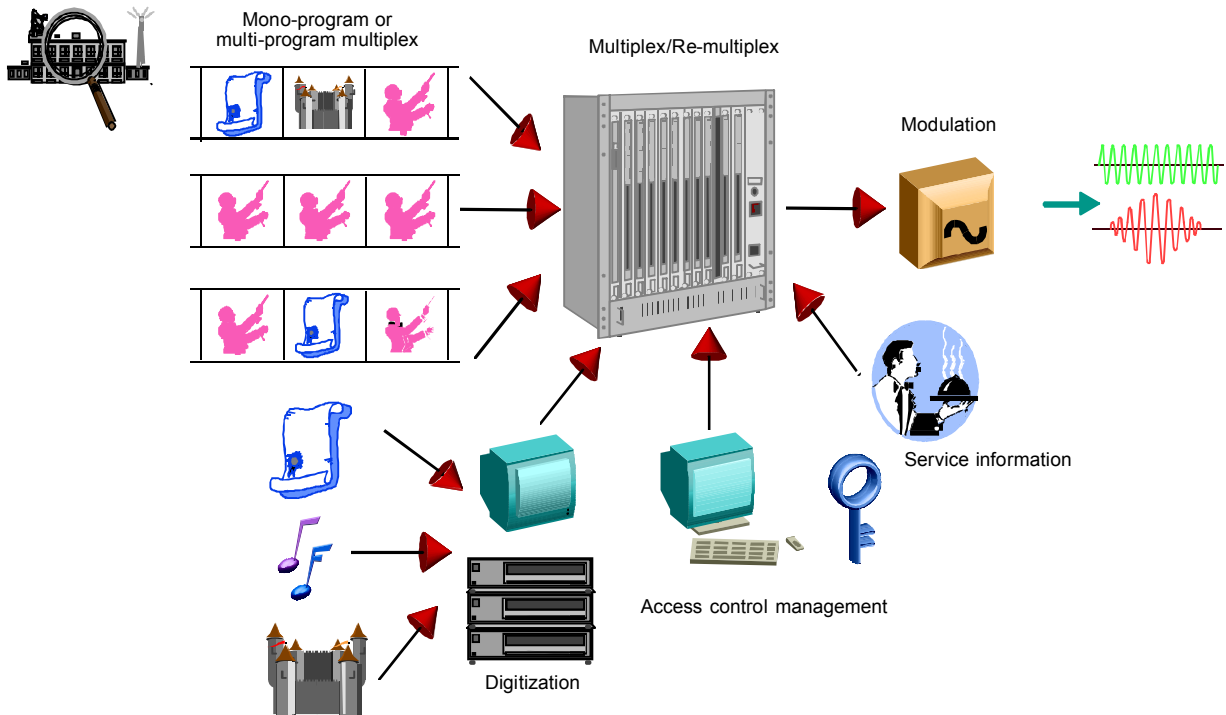 Mono-program or
multi-program multiplex
Multiplex/Re-multiplex
Modulation
Service information
Access control management
Digitization